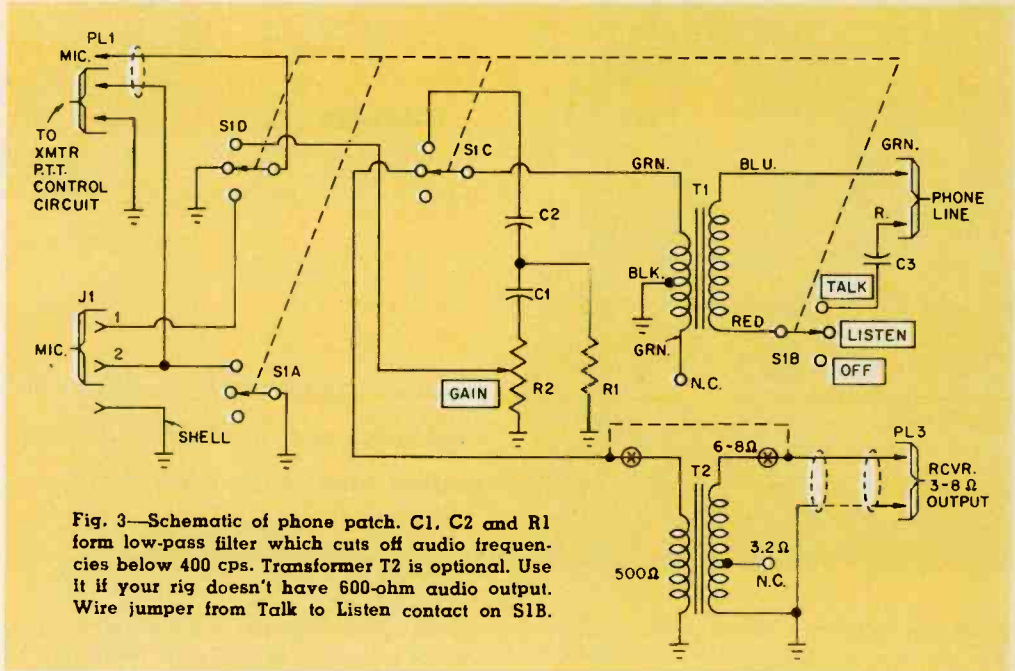 PL1
MIC.
TO
XMTR
P.T.T.
CONTROL
CIRCUIT
S1D
S1C
GRN.
BLU.
GRN.
T1
PHONE
LINE
R.
C3
C2
BLK.
C1
TALK
J1
1
MIC.
2
RED
LISTEN
GRN.
S1B
OFF
S1A
GAIN
R2
R1
N.C.
SHELL
PL3
6-8Ω
T2
RCVR.
3-8 Ω
OUTPUT
3.2Ω
N.C.
500Ω
Fig. 3—Schematic of phone patch. C1, C2 and R1
form low-pass filter which cuts off audio frequen-
cies below 400 cps. Transformer T2 is optional. Use
it if your rig doesn't have 600-ohm audio output.
Wire jumper from Talk to Listen contact on S1B.